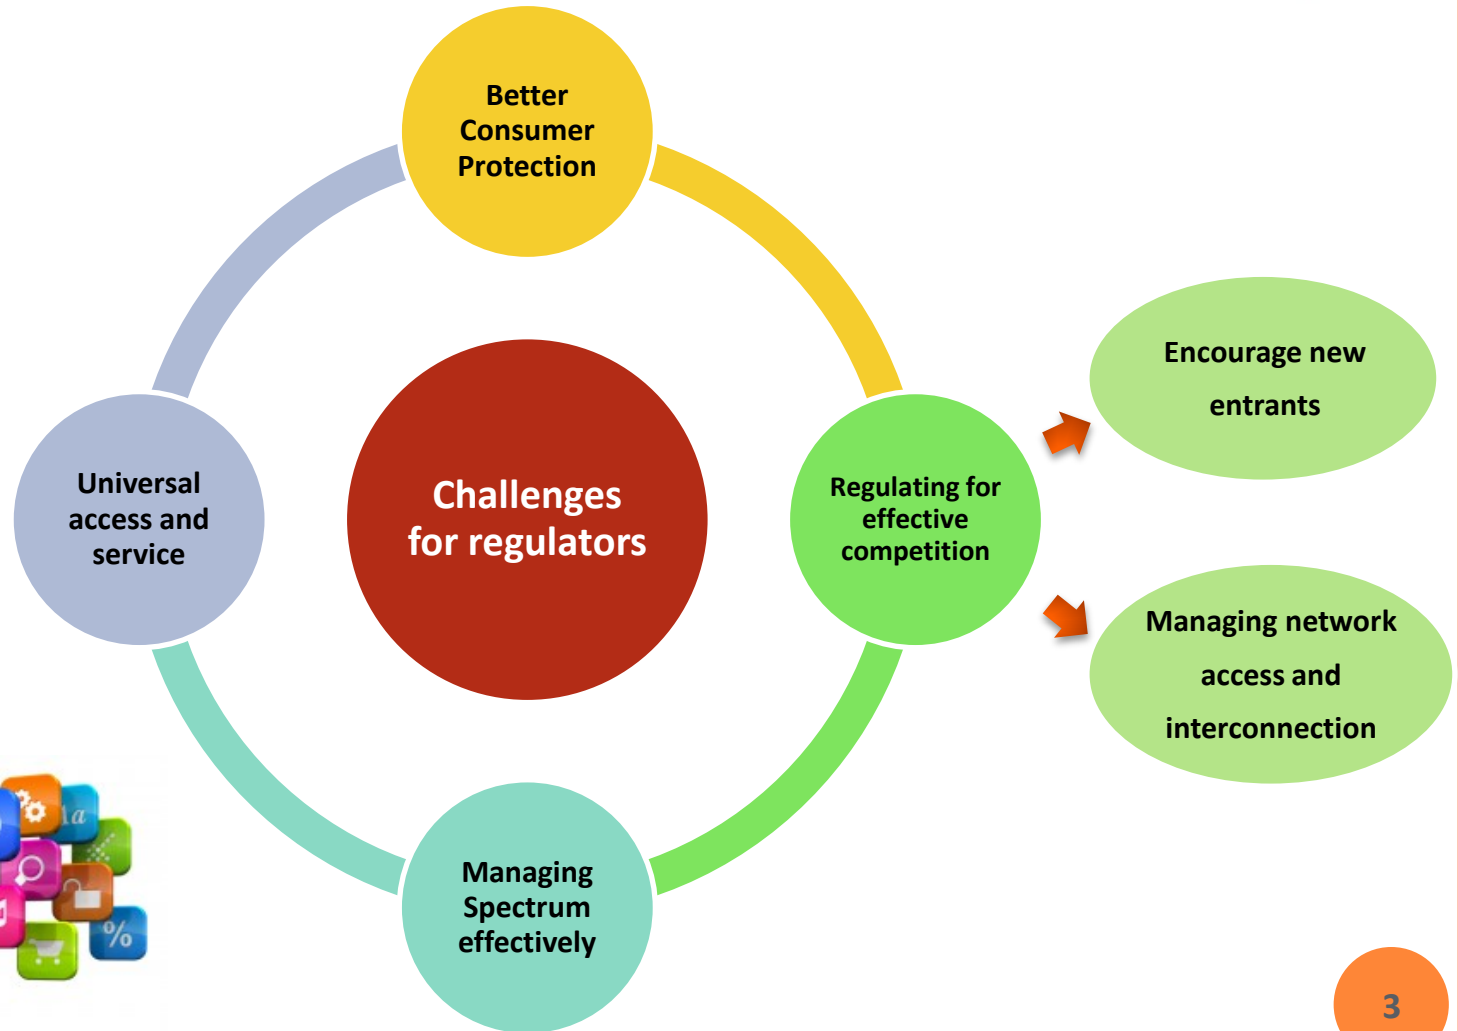 Better
Consumer
Protection
Encourage new
entrants
Universal
access and
service
Challenges
for regulators
Regulating for
effective
competition
Managing network
access and
interconnection
Managing
Spectrum
effectively
a
%
3